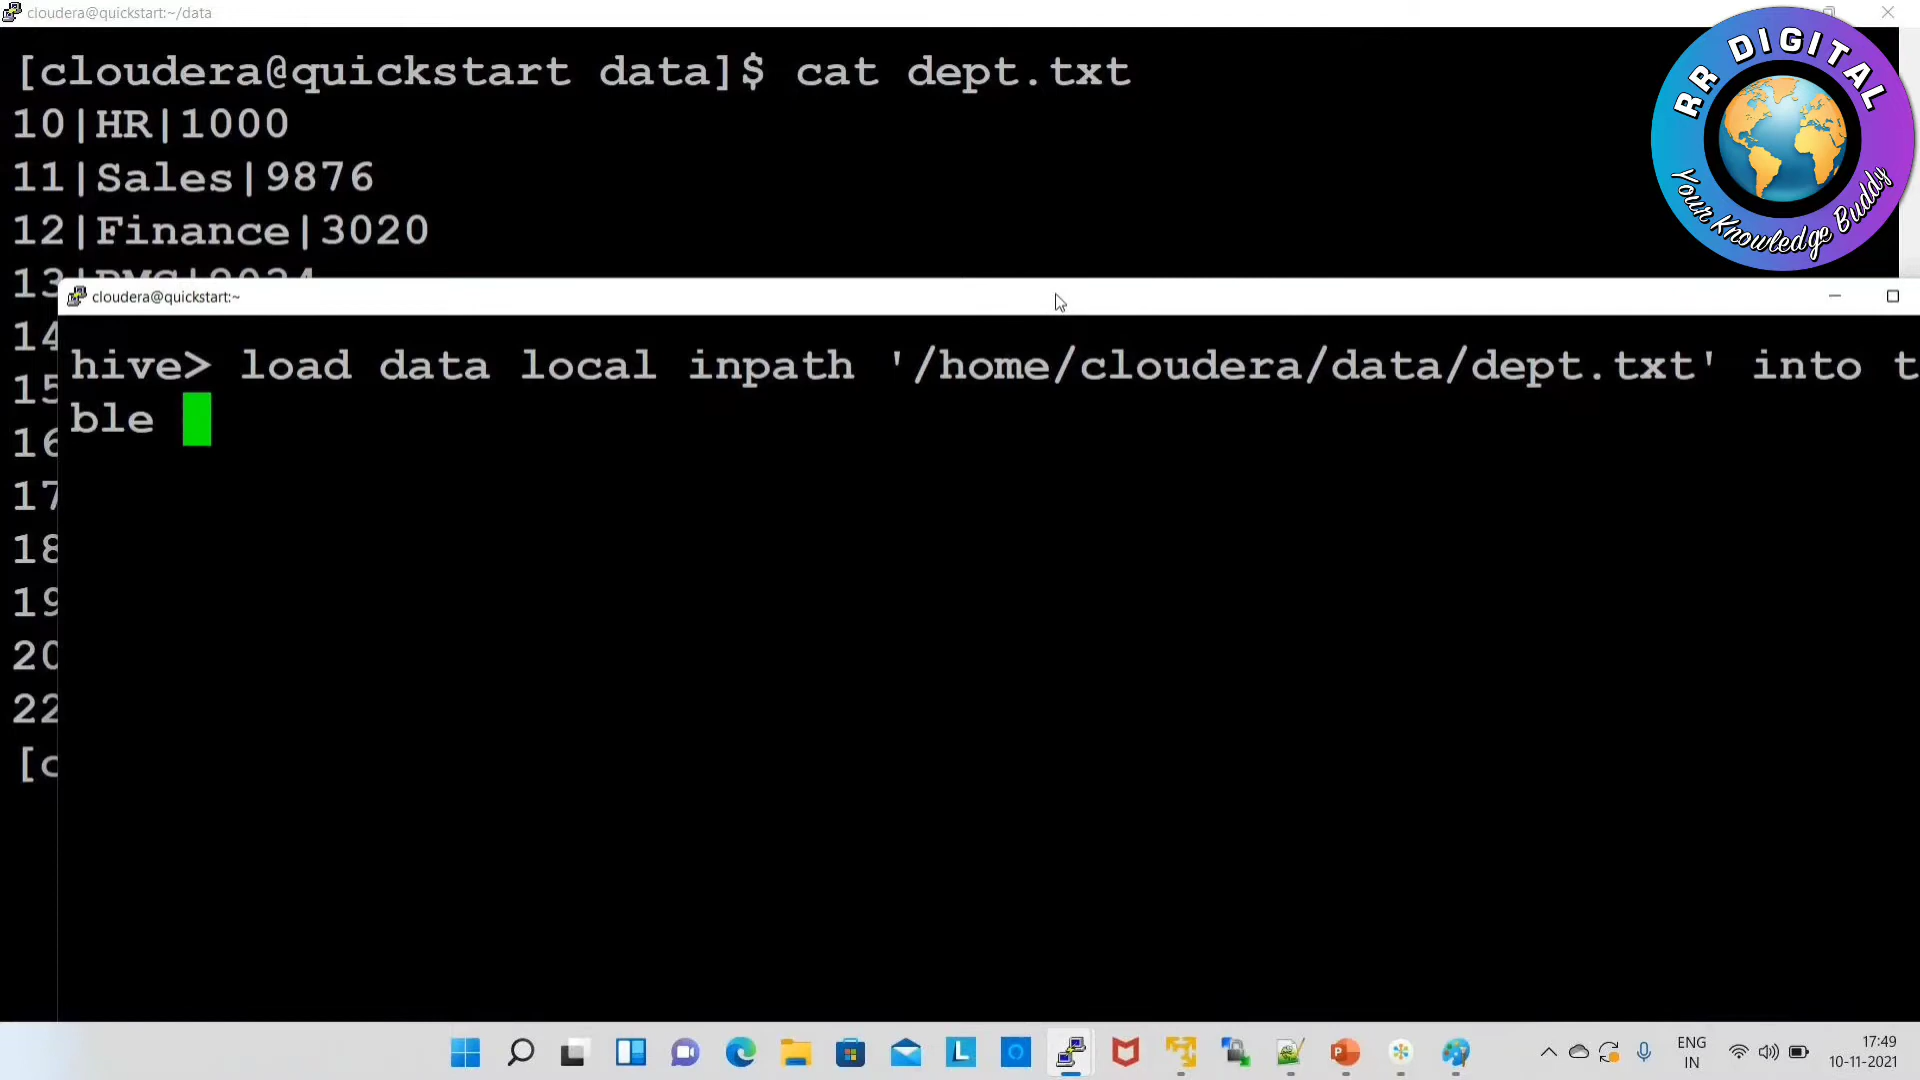 cloudera@quickstart:~/data
[cloudera@quickstart data]$ cat dept.txt
10|HR|1000
11|Sales|9876
12|Finance|3020
13
14
15
16
17
18
19
20
22
[c
cloudera@quickstart:~
hive> load data local inpath '/home/cloudera/data/dept.txt' into t
ble
RR DIGITAL
Your Knowledge Buddy
ENG
IN
17:49
10-11-2021